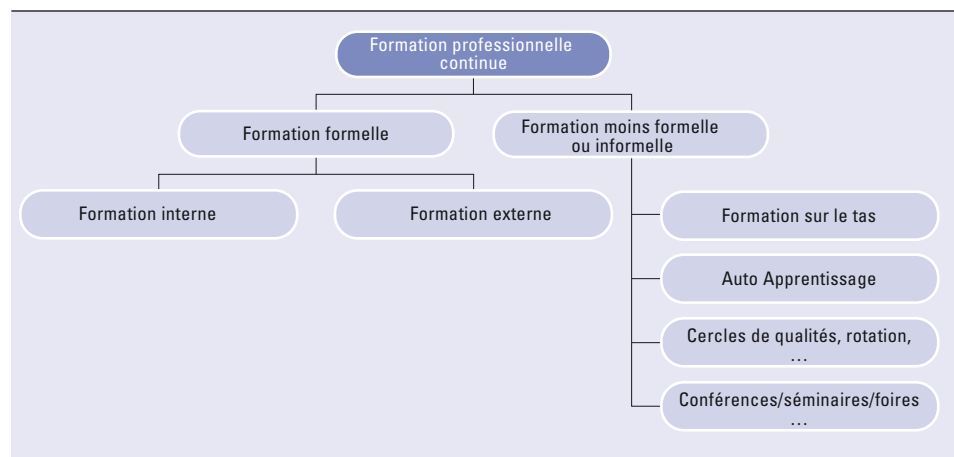 Formation professionnelle
continue
Formation formelle
Formation moins formelle
ou informelle
Formation interne
Formation externe
Formation sur le tas
Auto Apprentissage
Cercles de qualités, rotation,
...
Conférences/séminaires/foires
...